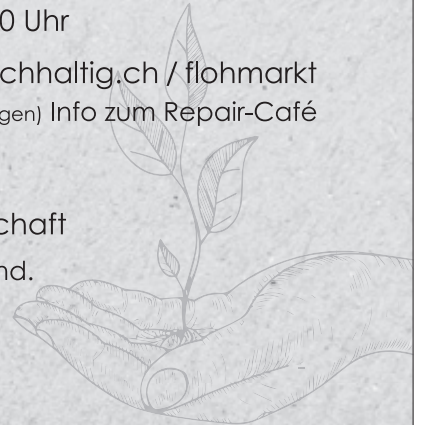 0 Uhr
chhaltig.ch / flohmarkt
gen) Info zum Repair-Café
chaft
nd.